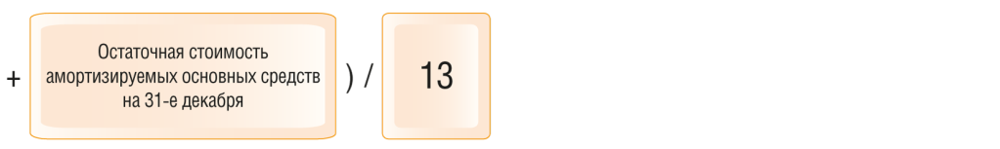 + Остаточная стоимость
амортизируемых основных средств
на 31-е декабря
) / 13